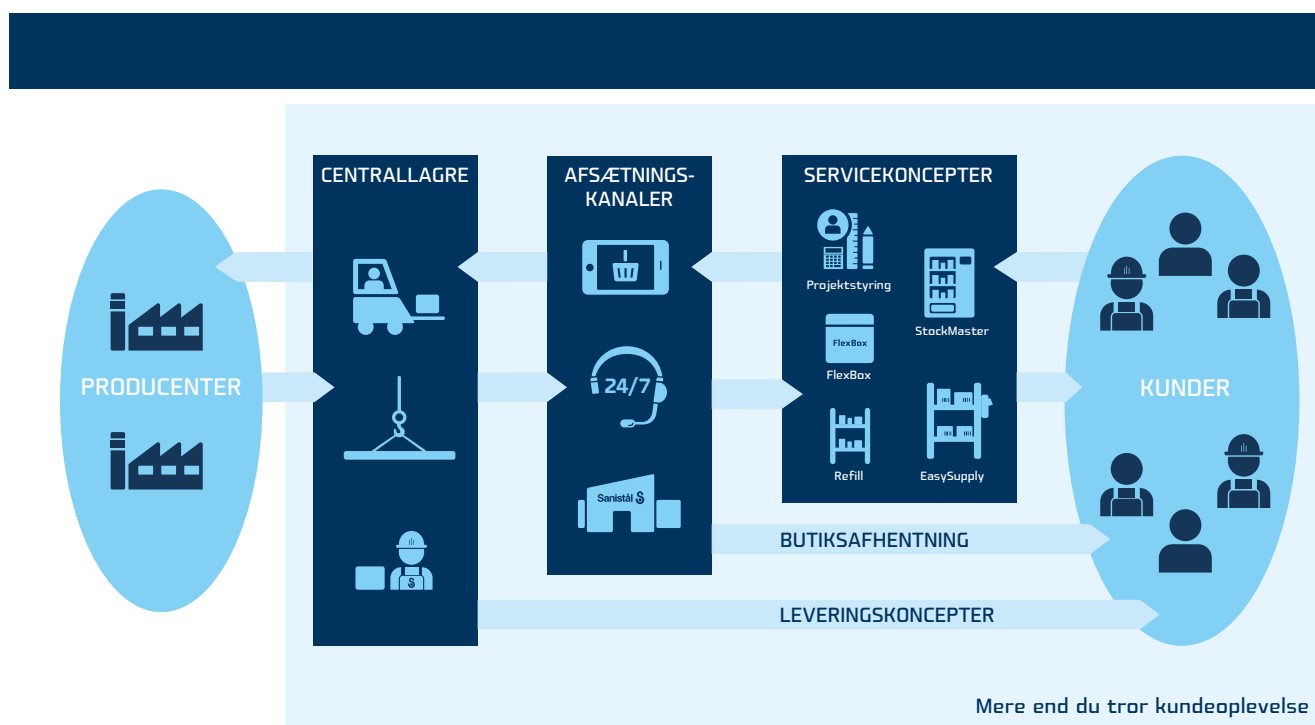 CENTRALLAGRE
AFSÆTNINGS-
KANALER
SERVICEKONCEPTER
Projektstyring
StockMaster
FlexBox
FlexBox
Refill
EasySupply
24/7
Sanistål S
S
PRODUCENTER
KUNDER
BUTIKSAFHENTNING
LEVERINGSKONCEPTER
Mere end du tror kundeoplevelse